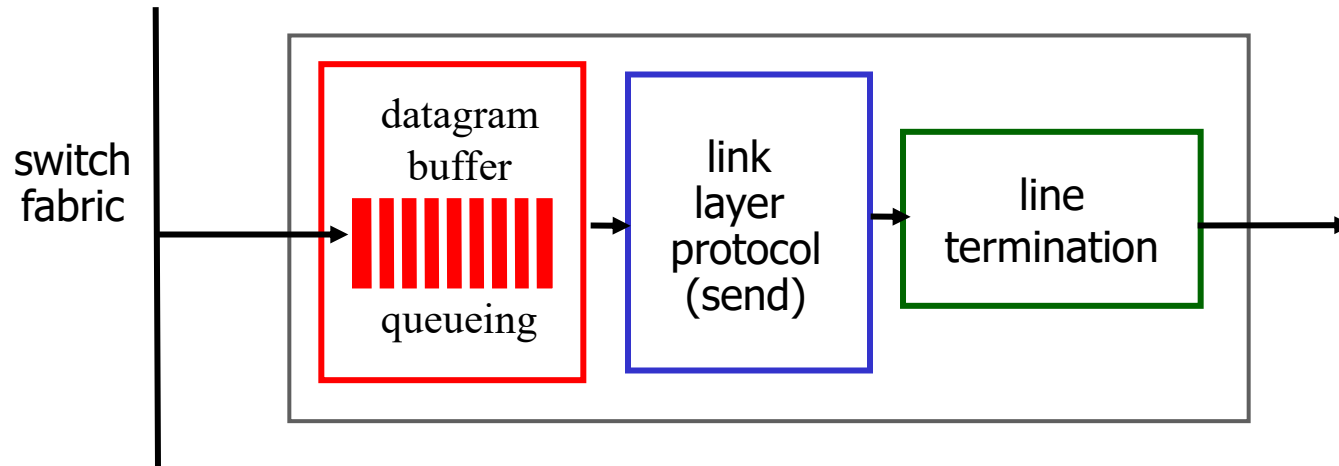 switch
fabric
datagram
buffer
queueing
link
layer
protocol
(send)
line
termination